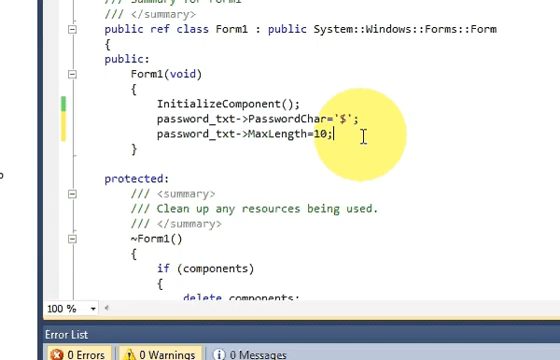 /// Summary for Form1
/// </summary>
public ref class Form1 : public System::Windows::Forms::Form
{
public:
Form1(void)
{
InitializeComponent();
password_txt->PasswordChar='$';
password_txt->MaxLength=10;
}
protected:
/// <summary>
/// Clean up any resources being used.
/// </summary>
~Form1()
{
if (components)
{
delete components;
100 %
Error List
0 Errors
0 Warnings
0 Messages